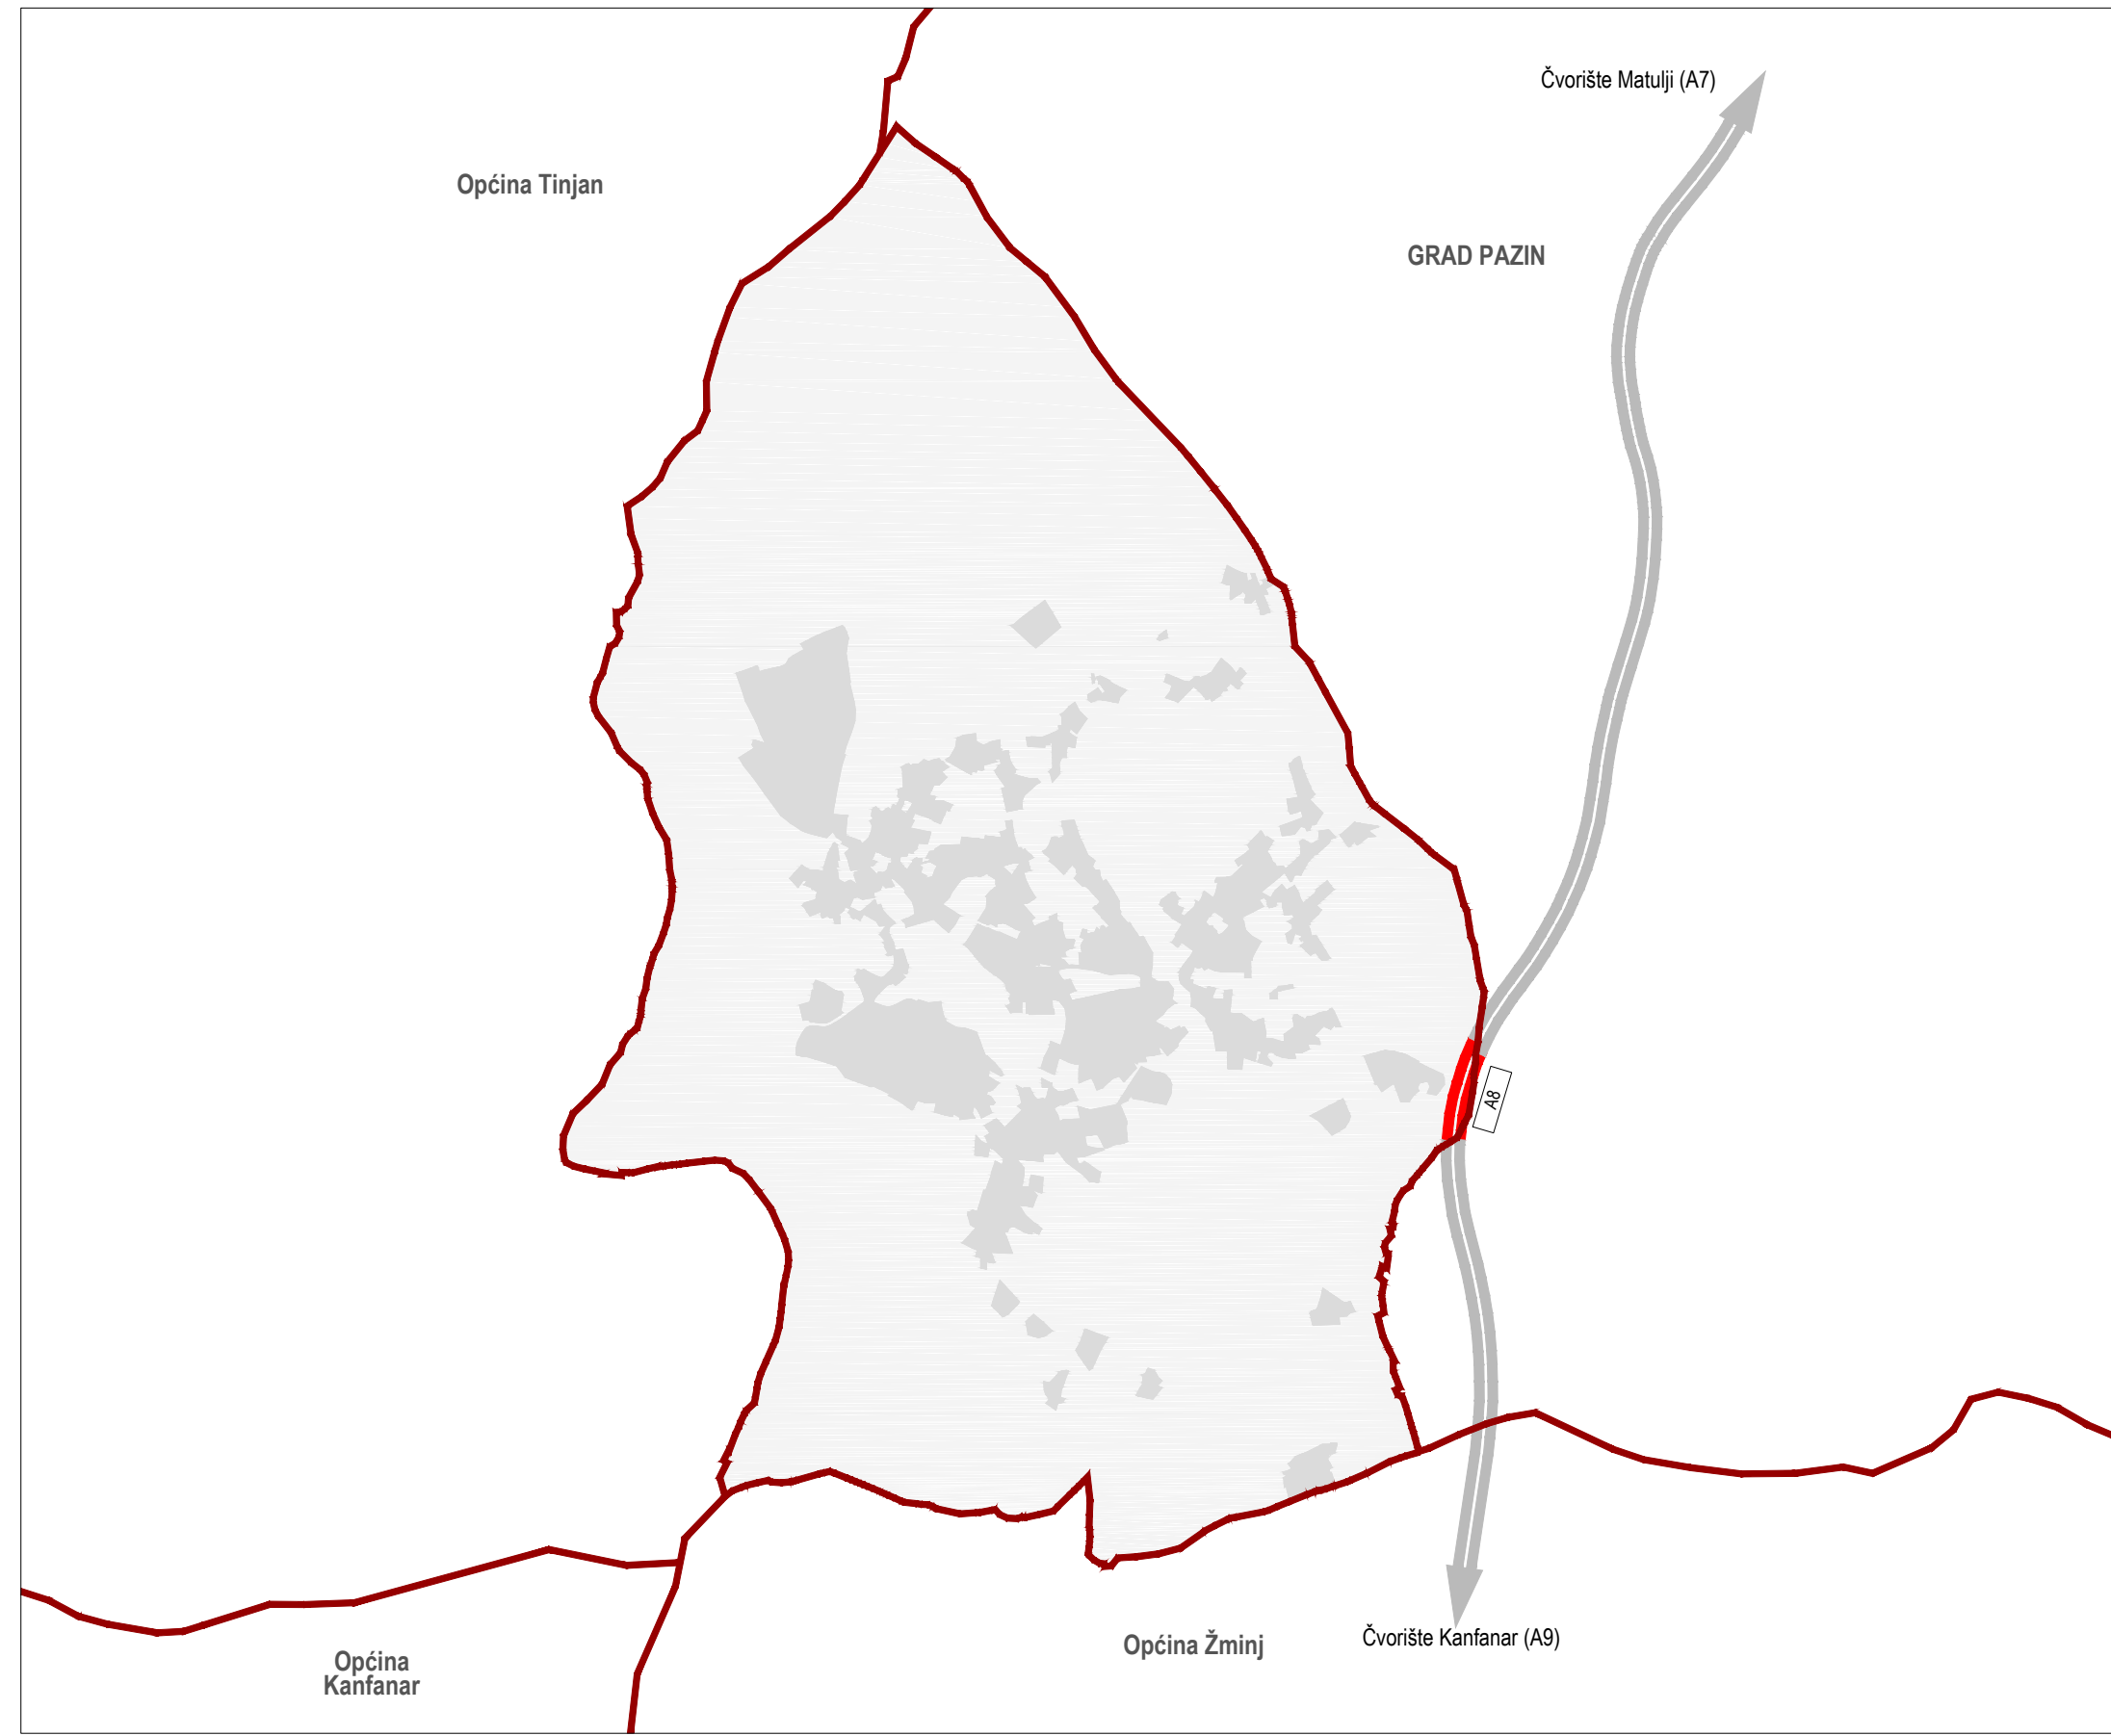 Čvorište Matulji (A7)
Općina Tinjan
GRAD PAZIN
A8
Čvorište Kanfanar (A9)
Općina Žminj
Općina
Kanfanar